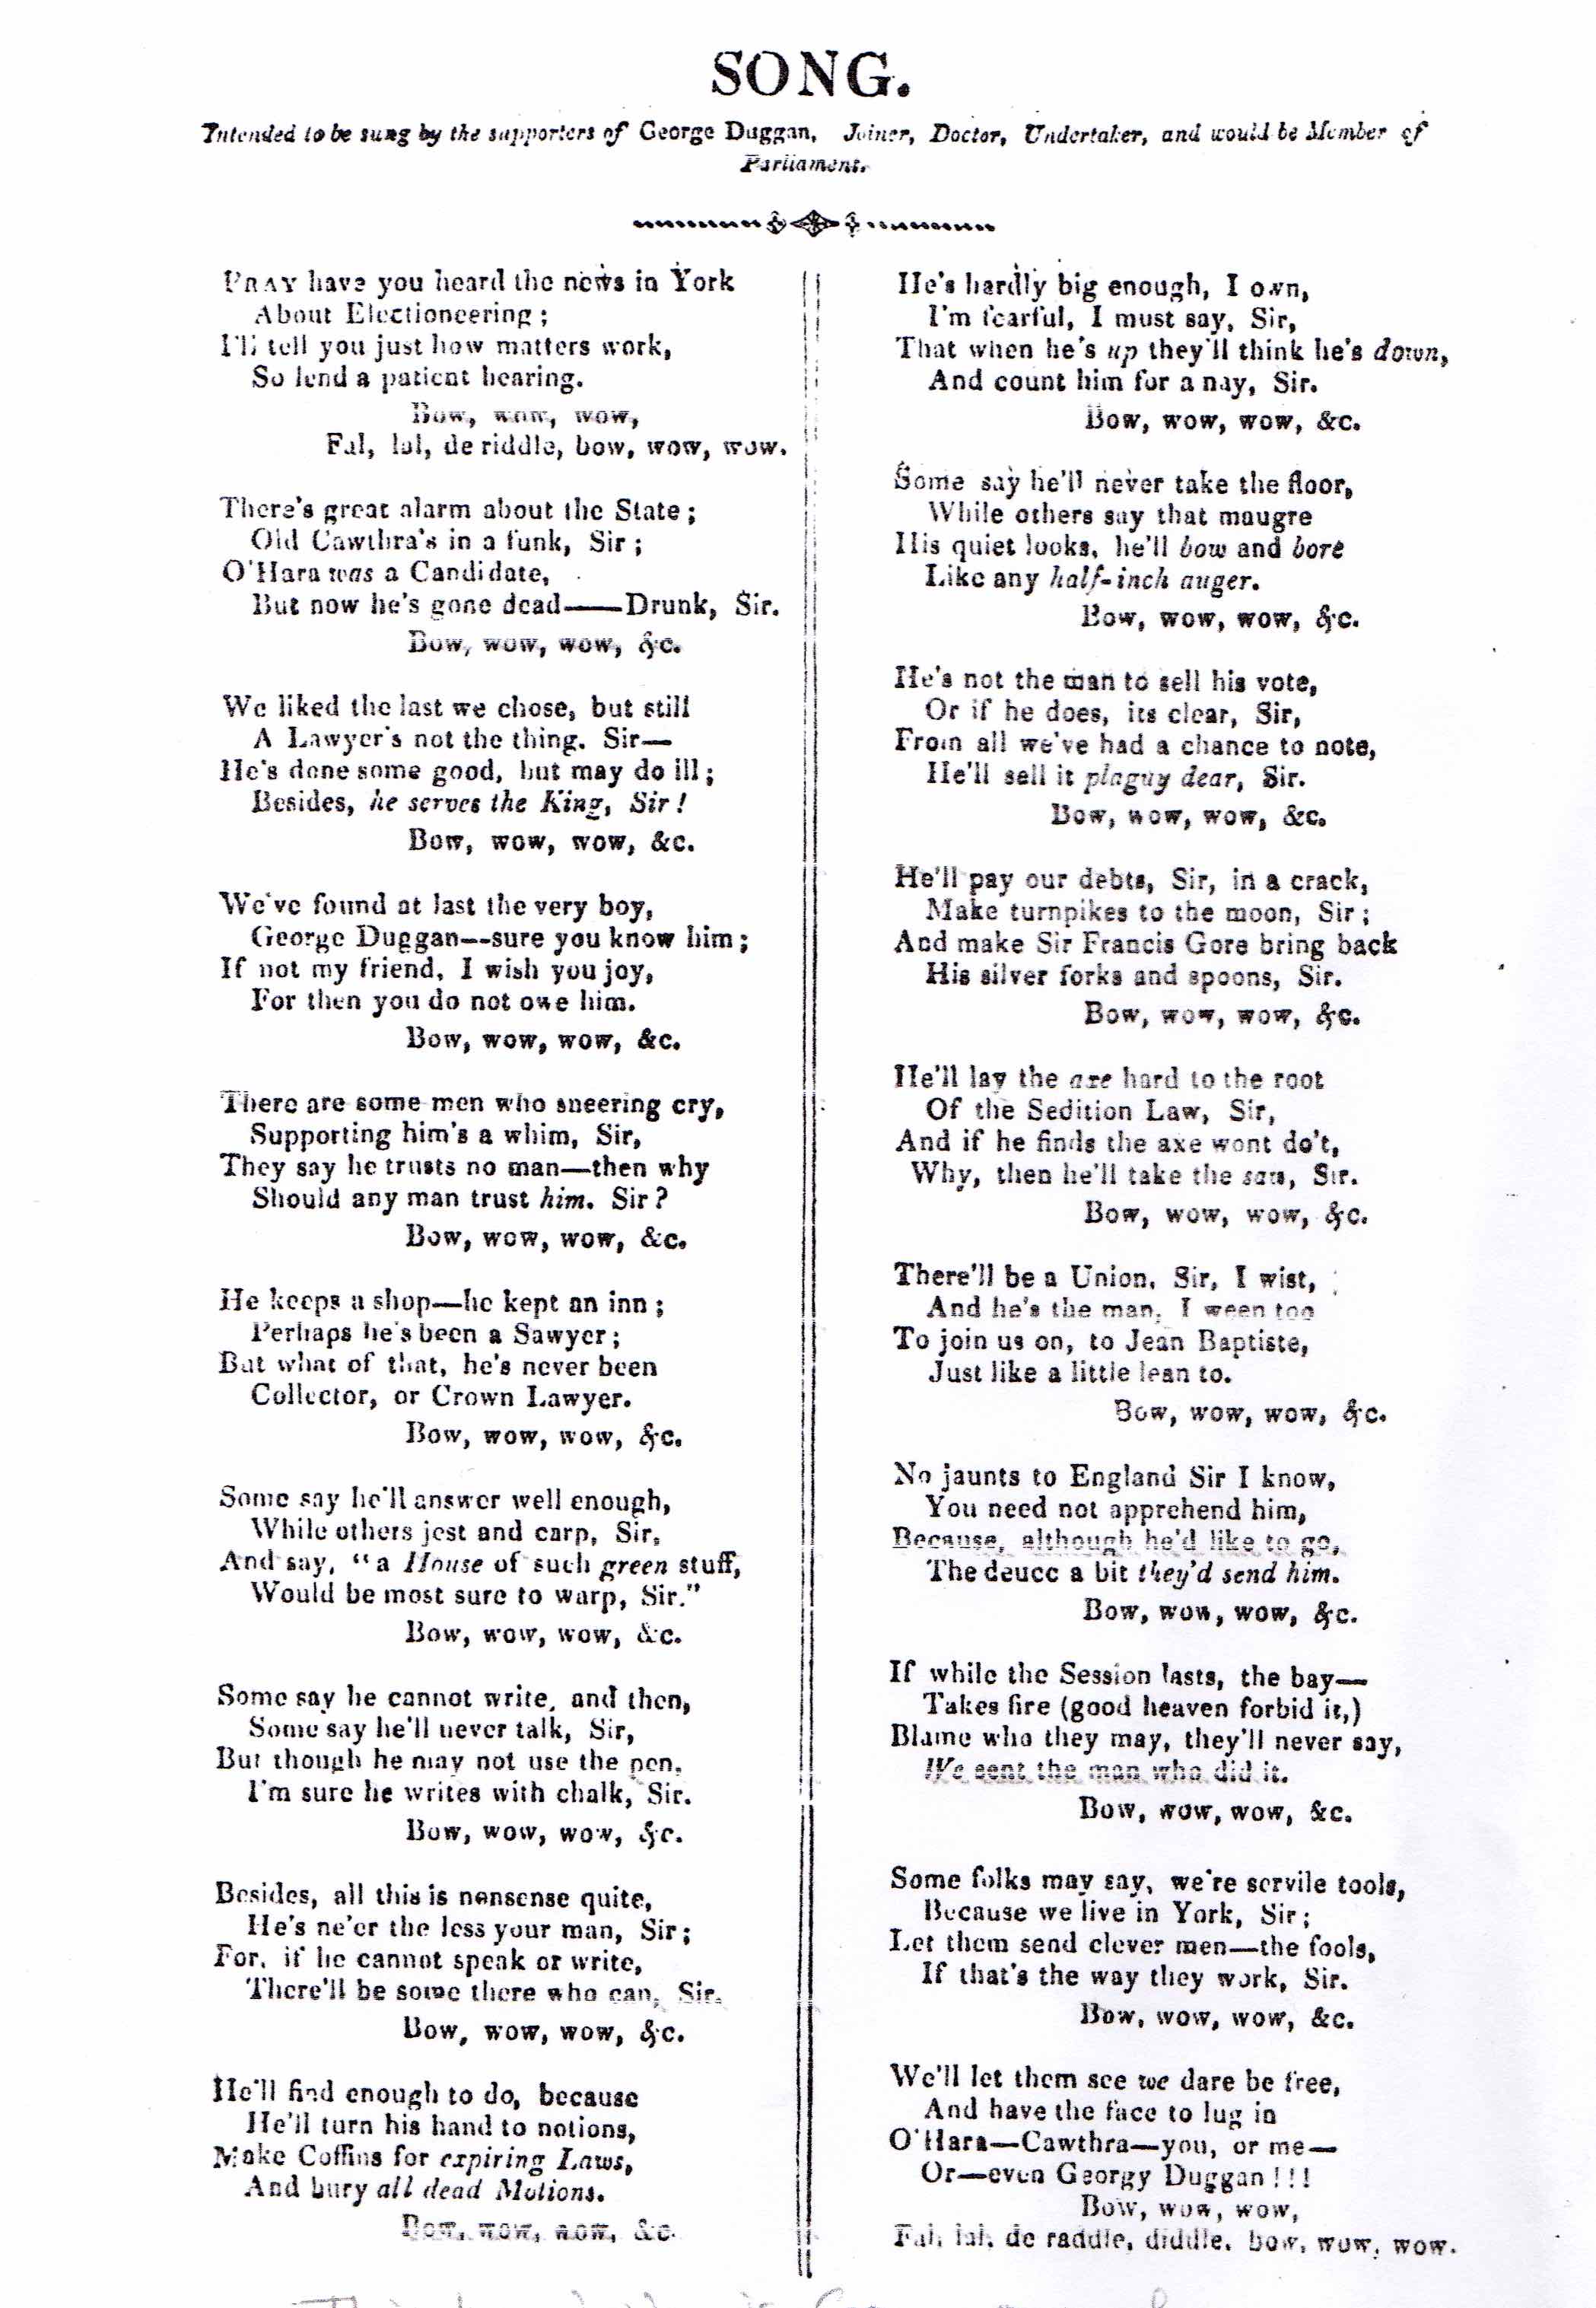 SONG.
Intended to be sung by the supporters of George Duggan, Joiner, Doctor, Undertaker, and would be Member of
Parliament.
PRAY have you heard the news in York
About Electioneering;
I'll tell you just how matters work,
So lend a patient hearing.
Bow, wow, wow,
Fal, lal, de riddle, bow, wow, wow.
There's great alarm about the State;
Old Cawthra's in a funk, Sir;
O'Hara was a Candidate,
But now he's gone dead——Drunk, Sir.
Bow, wow, wow, &c.
We liked the last we chose, but still
A Lawyer's not the thing. Sir—
He's done some good, but may do ill;
Besides, he serves the King, Sir!
Bow, wow, wow, &c.
We've found at last the very boy,
George Duggan--sure you know him;
If not my friend, I wish you joy,
For then you do not owe him.
Bow, wow, wow, &c.
There are some men who sneering cry,
Supporting him's a whim, Sir,
They say he trusts no man—then why
Should any man trust him. Sir?
Bow, wow, wow, &c.
He keeps a shop—he kept an inn;
Perhaps he's been a Sawyer;
But what of that, he's never been
Collector, or Crown Lawyer.
Bow, wow, wow, &c.
Some say he'll answer well enough,
While others jest and carp, Sir,
And say, "a House of such green stuff,
Would be most sure to warp, Sir."
Bow, wow, wow, &c.
Some say he cannot write, and then,
Some say he'll never talk, Sir,
But though he may not use the pen,
I'm sure he writes with chalk, Sir.
Bow, wow, wow, &c.
Besides, all this is nonsense quite,
He's ne'er the less your man, Sir;
For, if he cannot speak or write,
There'll be some there who can, Sir.
Bow, wow, wow, &c.
He'll find enough to do, because
He'll turn his hand to notions,
Make Coffins for expiring Laws,
And bury all dead Motions.
Bow, wow, wow, &c.
He's hardly big enough, I own,
I'm fearful, I must say, Sir,
That when he's up they'll think he's down,
And count him for a nay, Sir.
Bow, wow, wow, &c.
Some say he'll never take the floor,
While others say that maugre
His quiet looks, he'll bow and bore
Like any half-inch auger.
Bow, wow, wow, &c.
He's not the man to sell his vote,
Or if he does, its clear, Sir,
From all we've had a chance to note,
He'll sell it plaguy dear, Sir.
Bow, wow, wow, &c.
He'll pay our debts, Sir, in a crack,
Make turnpikes to the moon, Sir;
And make Sir Francis Gore bring back
His silver forks and spoons, Sir.
Bow, wow, wow, &c.
He'll lay the axe hard to the root
Of the Sedition Law, Sir,
And if he finds the axe wont do't,
Why, then he'll take the saw, Sir.
Bow, wow, wow, &c.
There'll be a Union, Sir, I wist,
And he's the man, I ween too
To join us on, to Jean Baptiste,
Just like a little lean to.
Bow, wow, wow, &c.
No jaunts to England Sir I know,
You need not apprehend him,
Because, although he'd like to go,
The deuce a bit they'd send him.
Bow, wow, wow, &c.
If while the Session lasts, the bay—
Takes fire (good heaven forbid it,)
Blame who they may, they'll never say,
We sent the man who did it.
Bow, wow, wow, &c.
Some folks may say, we're servile tools,
Because we live in York, Sir;
Let them send clever men—the fools,
If that's the way they work, Sir.
Bow, wow, wow, &c.
We'll let them see we dare be free,
And have the face to lug in
O'Hara—Cawthra—you, or me—
Or—even Georgy Duggan!!!
Bow, wow, wow,
Fal, lal, de raddle, diddle, bow, wow, wow.